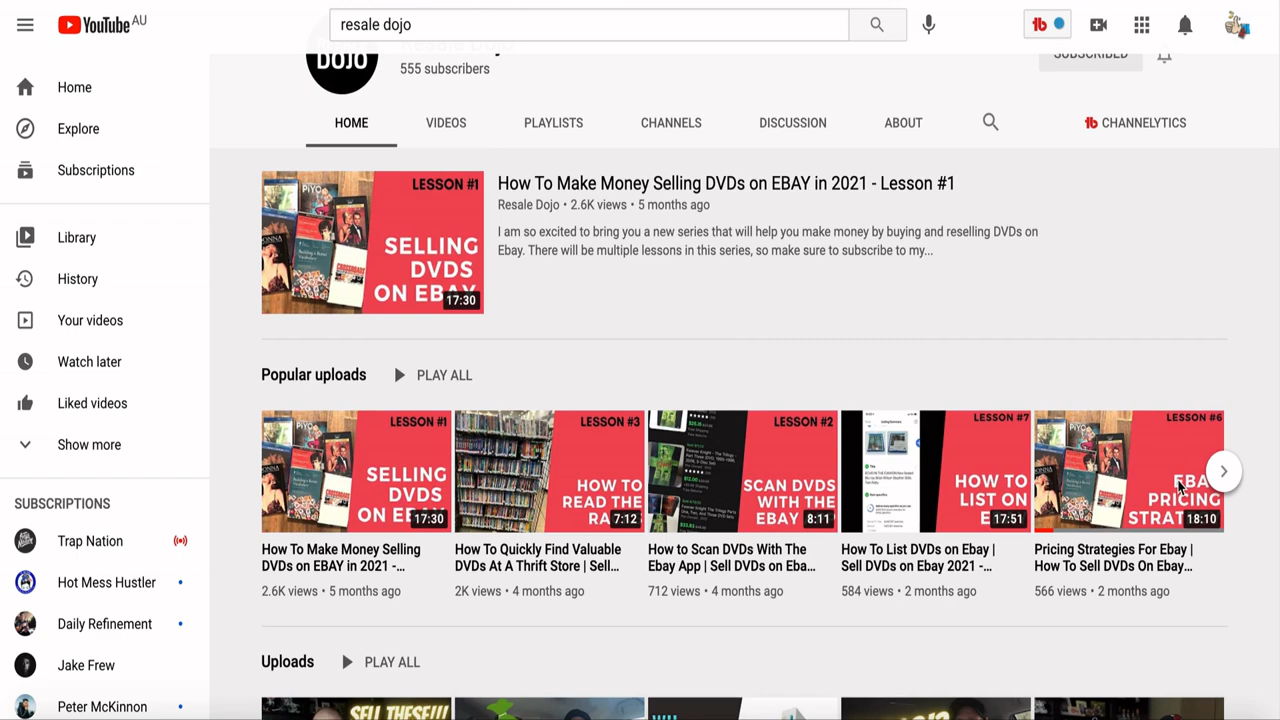 YouTube AU
resale dojo
DOJO
555 subscribers
SUBSCRIBED
HOME VIDEOS PLAYLISTS CHANNELS DISCUSSION ABOUT CHANNELYTICS
Home
Explore
Subscriptions
Library
History
Your videos
Watch later
Liked videos
Show more
SUBSCRIPTIONS
Trap Nation
Hot Mess Hustler
Daily Refinement
Jake Frew
Peter McKinnon
LESSON #1
SELLING
DVDS
ON EBAY
17:30
How To Make Money Selling DVDs on EBAY in 2021 - Lesson #1
Resale Dojo • 2.6K views • 5 months ago
I am so excited to bring you a new series that will help you make money by buying and reselling DVDs on
Ebay. There will be multiple lessons in this series, so make sure to subscribe to my...
Popular uploads PLAY ALL
LESSON #1
SELLING
DVDS
ON EB
17:30
How To Make Money Selling
DVDs on EBAY in 2021 -...
2.6K views • 5 months ago
LESSON #3
HOW TO
READ THE
RA
7:12
How To Quickly Find Valuable
DVDs At A Thrift Store | Sell...
2K views • 4 months ago
LESSON #2
SCAN DVDS
WITH THE
EBAY
8:11
How to Scan DVDs With The
Ebay App | Sell DVDs on Eba...
712 views • 4 months ago
LESSON #7
HOW TO
LIST ON
E
17:51
How To List DVDs on Ebay |
Sell DVDs on Ebay 2021 -...
584 views • 2 months ago
LESSON #6
EBAY
PRICING
STRAT
18:10
Pricing Strategies For Ebay |
How To Sell DVDs On Ebay...
566 views • 2 months ago
Uploads PLAY ALL
SELL THESE!!!